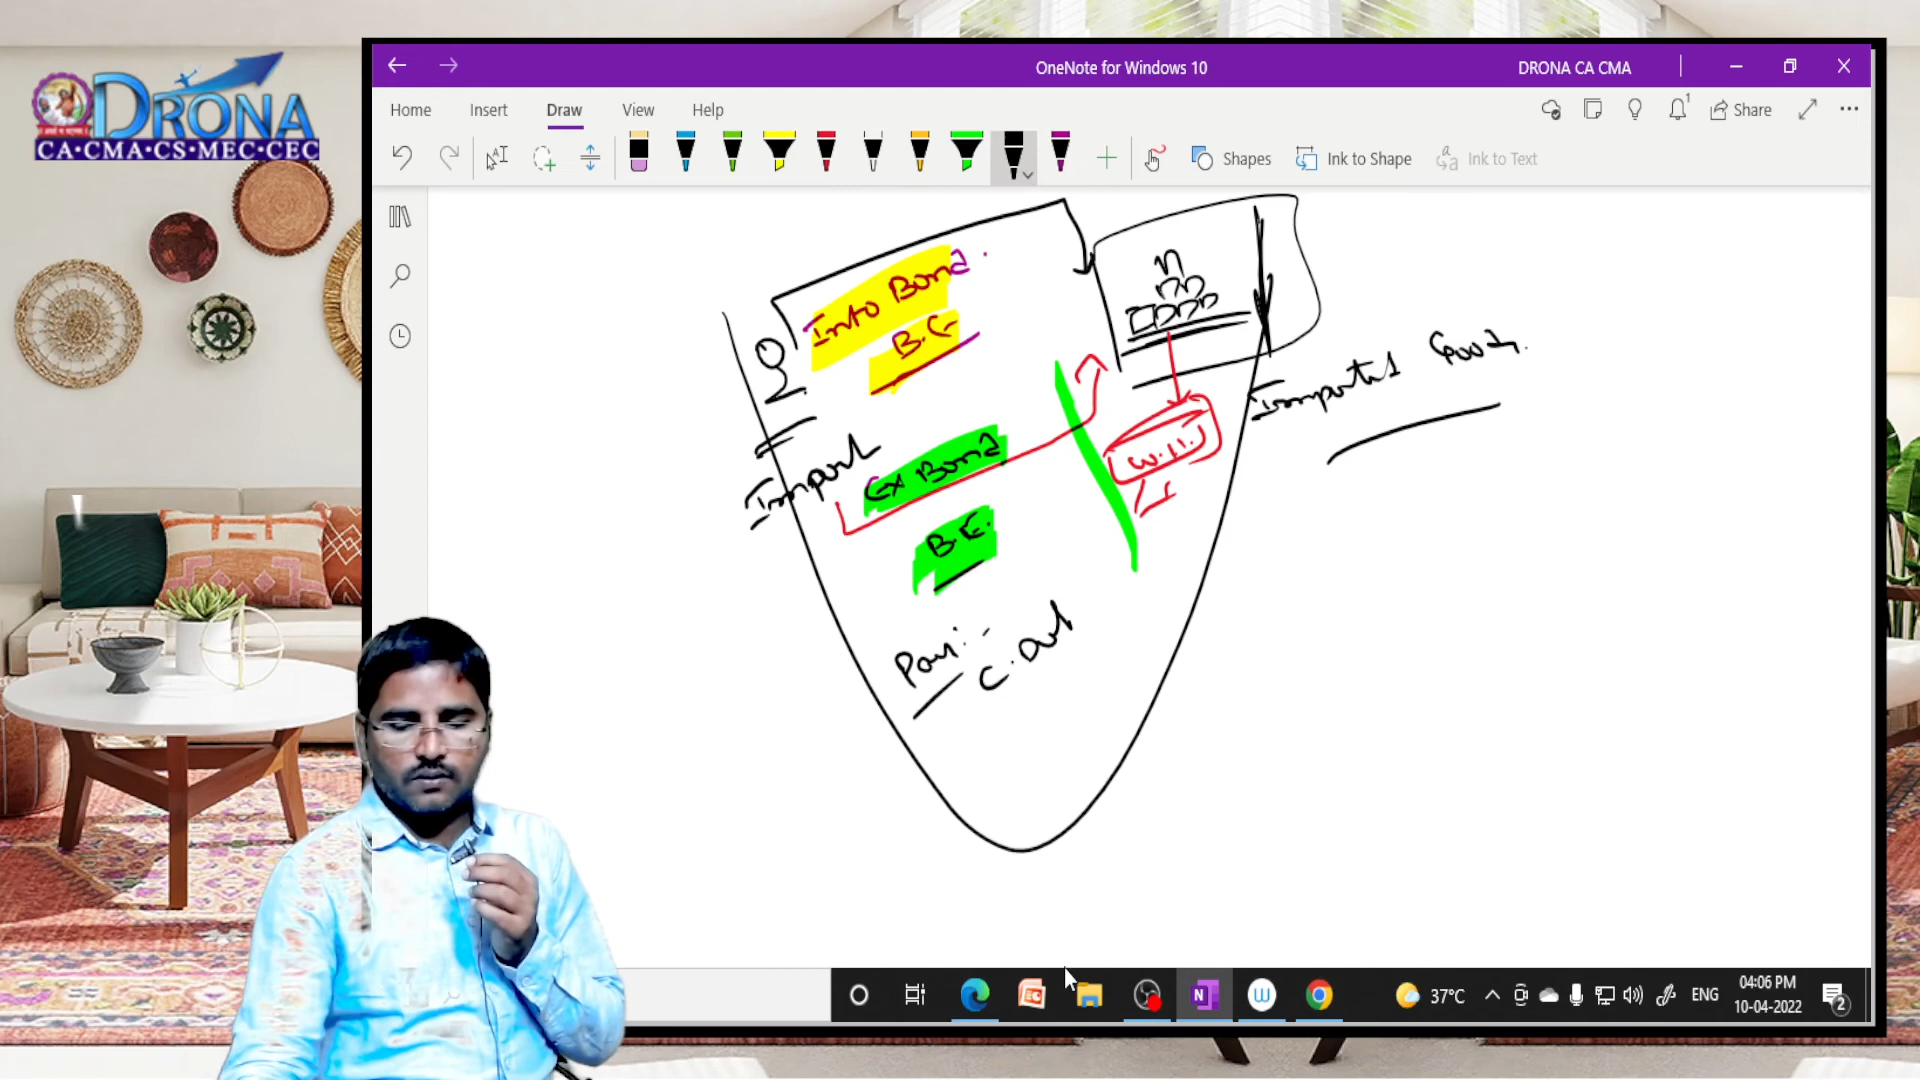 DRONA
CA•CMA•CS•MEC•CEC
OneNote for Windows 10
DRONA CA CMA
Home
Insert
Draw
View
Help
1
Share
Shapes
Ink to Shape
Ink to Text
Into Bond.
B.E
Imported Goods.
Import
Ex Bond
W.H.
B.E.
04:06 PM
37°C
ENG
10-04-2022
2